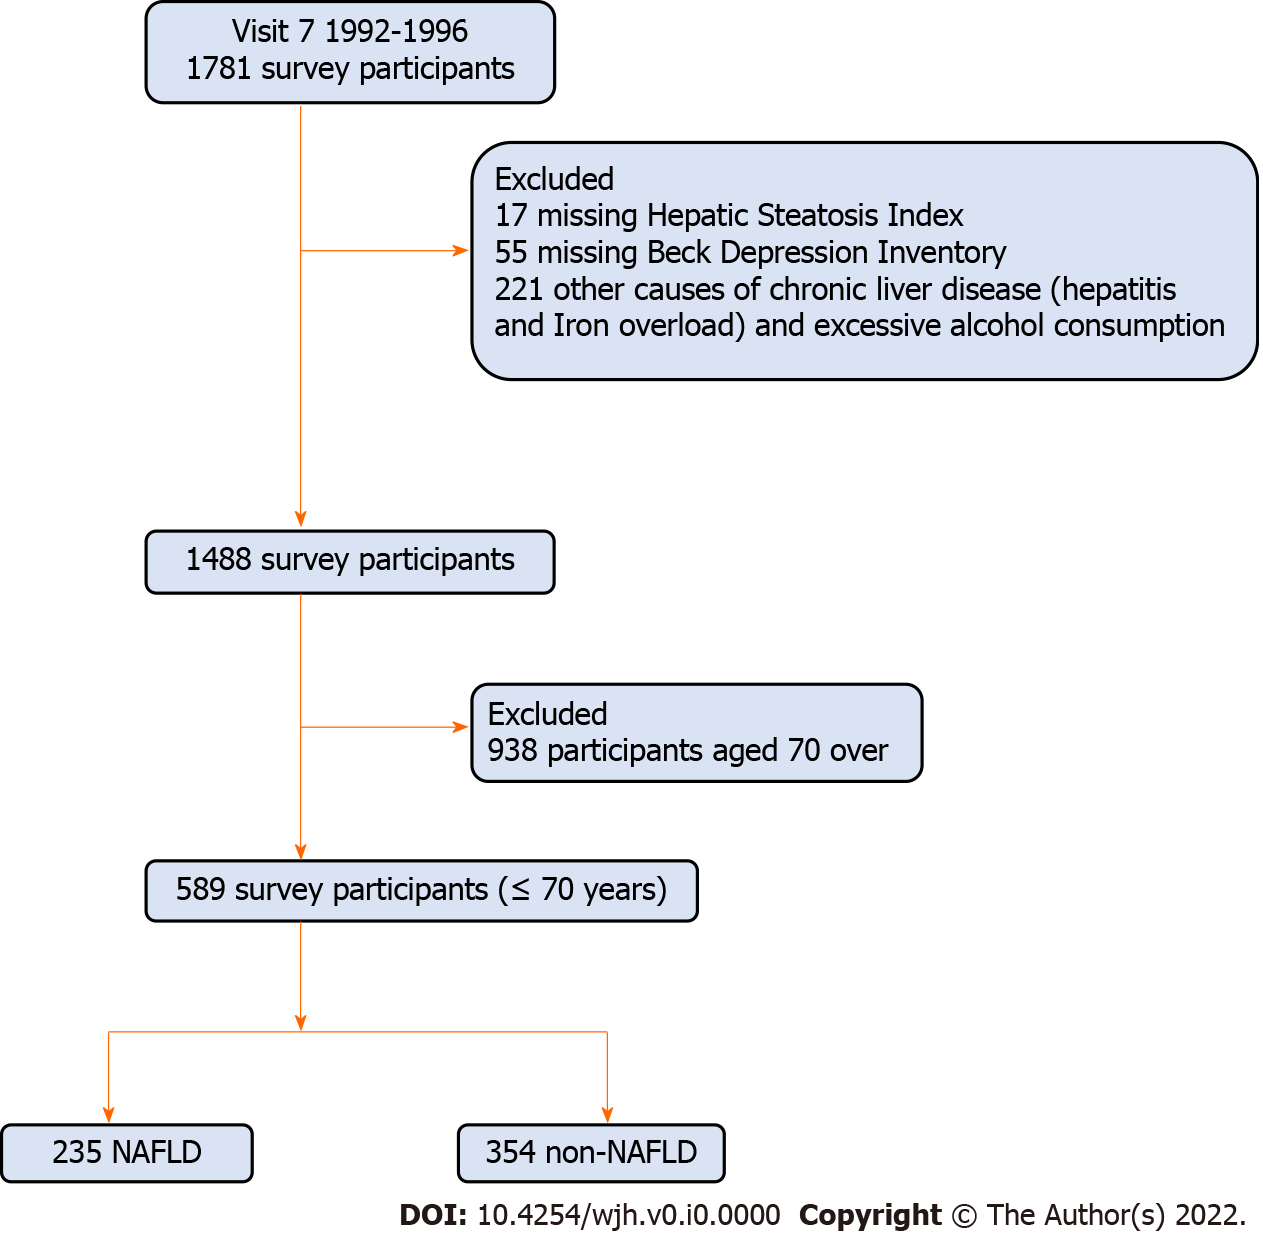 Visit 7 1992-1996
1781 survey participants
Excluded
17 missing Hepatic Steatosis Index
55 missing Beck Depression Inventory
221 other causes of chronic liver disease (hepatitis
and Iron overload) and excessive alcohol consumption
1488 survey participants
Excluded
938 participants aged 70 over
589 survey participants (≤ 70 years)
235 NAFLD
354 non-NAFLD
DOI: 10.4254/wjh.v0.i0.0000 Copyright © The Author(s) 2022.